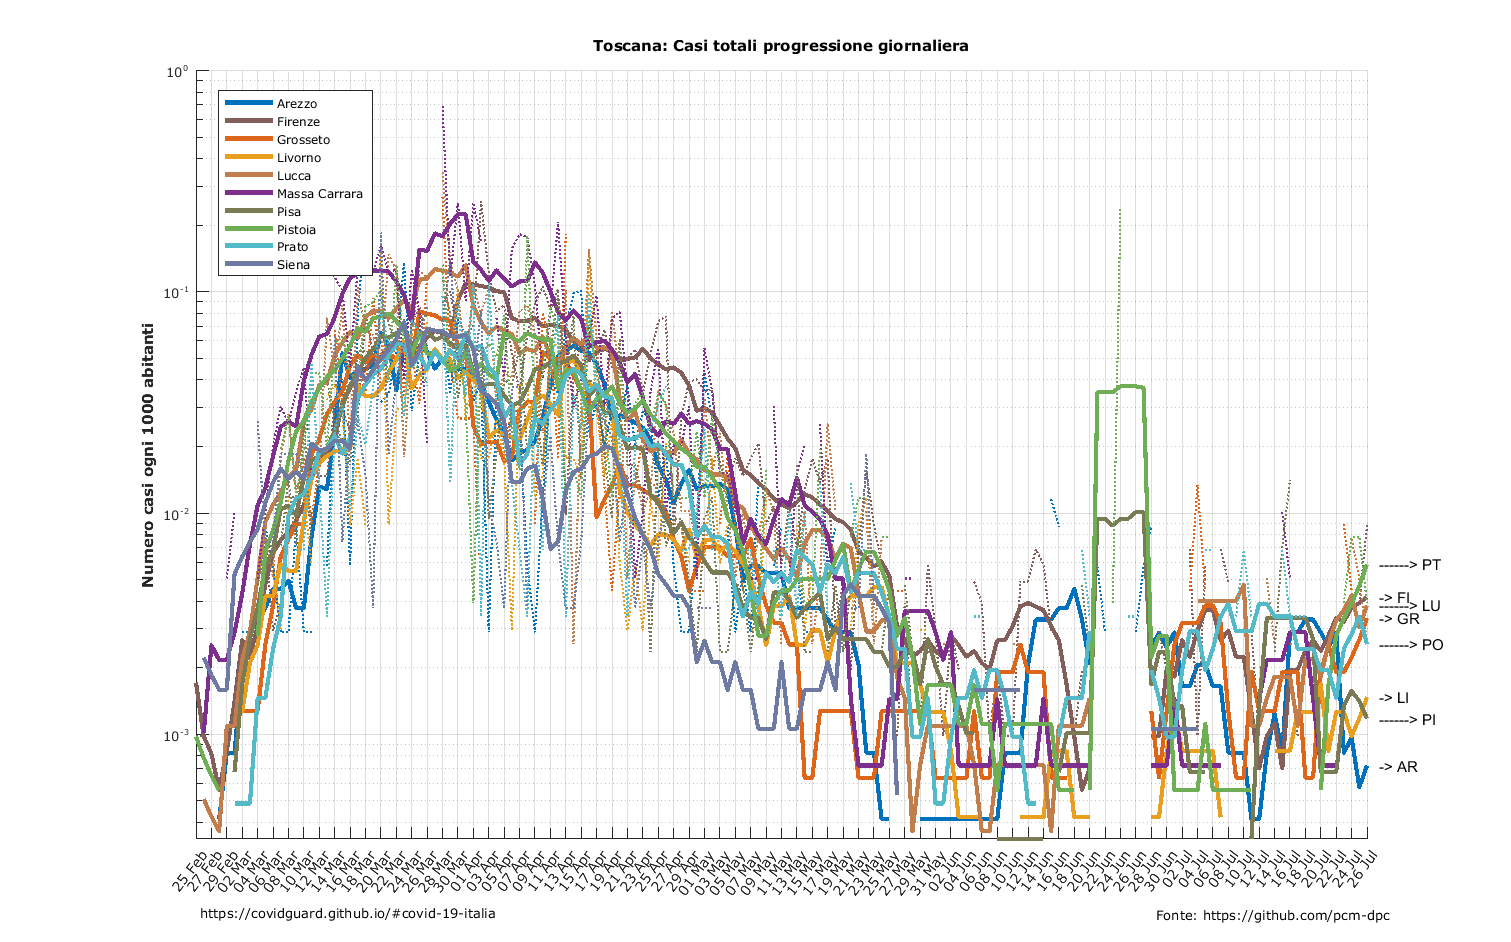 Toscana: Casi totali progressione giornaliera
10⁰
10⁻¹
10⁻²
10⁻³
Numero casi ogni 1000 abitanti
Arezzo
Firenze
Grosseto
Livorno
Lucca
Massa Carrara
Pisa
Pistoia
Prato
Siena
------> PT
-> FI
------> LU
-> GR
------> PO
-> LI
------> PI
-> AR
25 Feb
27 Feb
29 Feb
02 Mar
04 Mar
06 Mar
08 Mar
10 Mar
12 Mar
14 Mar
16 Mar
18 Mar
20 Mar
22 Mar
24 Mar
26 Mar
28 Mar
30 Mar
01 Apr
03 Apr
05 Apr
07 Apr
09 Apr
11 Apr
13 Apr
15 Apr
17 Apr
19 Apr
21 Apr
23 Apr
25 Apr
27 Apr
29 Apr
01 May
03 May
05 May
07 May
09 May
11 May
13 May
15 May
17 May
19 May
21 May
23 May
25 May
27 May
29 May
31 May
02 Jun
04 Jun
06 Jun
08 Jun
10 Jun
12 Jun
14 Jun
16 Jun
18 Jun
20 Jun
22 Jun
24 Jun
26 Jun
28 Jun
30 Jun
02 Jul
04 Jul
06 Jul
08 Jul
10 Jul
12 Jul
14 Jul
16 Jul
18 Jul
20 Jul
22 Jul
24 Jul
26 Jul
https://covidguard.github.io/#covid-19-italia
Fonte: https://github.com/pcm-dpc